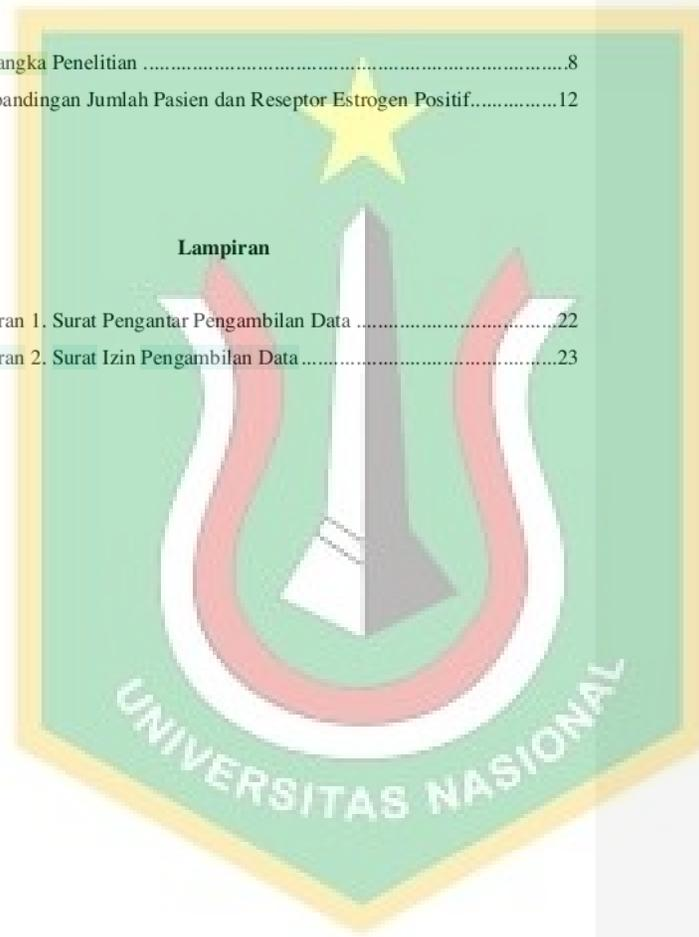 angka Penelitian .............................................................................8
bandingan Jumlah Pasien dan Reseptor Estrogen Positif................12
Lampiran
ran 1. Surat Pengantar Pengambilan Data ....................................22
ran 2. Surat Izin Pengambilan Data..............................................23
UNIVERSITAS NASIONAL